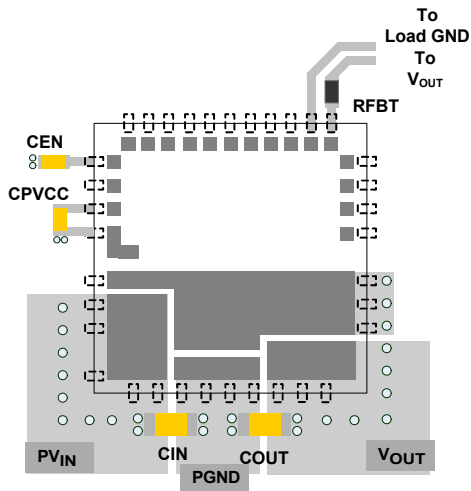 To
Load GND
To
VOUT
RFBT
CEN
CPVCC
CIN
COUT
PVIN
PGND
VOUT